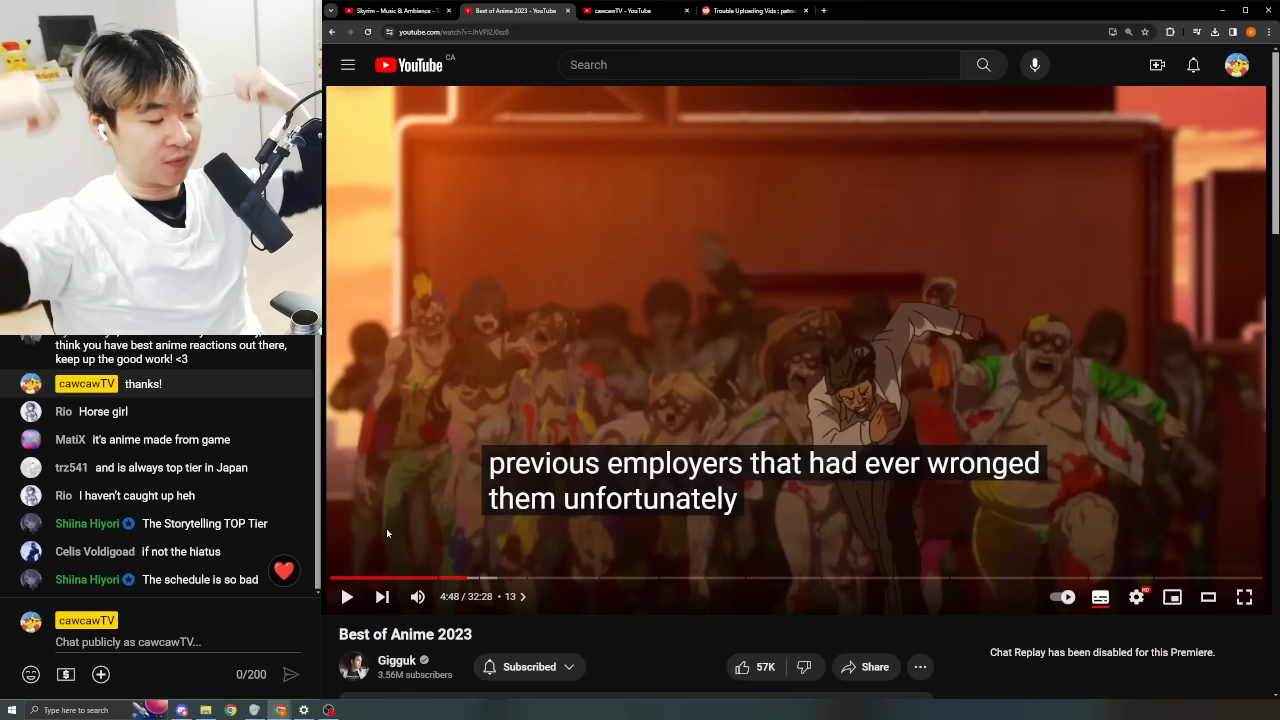 Skyrim - Music & Ambience - T
Best of Anime 2023 - YouTube
cawcawTV - YouTube
Trouble Uploading Vids : patre
youtube.com/watch?v=JhVPJ2J0sz8
YouTube CA
Search
previous employers that had ever wronged
them unfortunately
think you have best anime reactions out there,
keep up the good work! <3
cawcawTV thanks!
Rio Horse girl
MatiX it's anime made from game
trz541 and is always top tier in Japan
Rio I haven't caught up heh
Shiina Hiyori The Storytelling TOP Tier
Celis Voldigoad if not the hiatus
Shiina Hiyori The schedule is so bad
cawcawTV
Chat publicly as cawcawTV...
0/200
4:48 / 32:28 • 13
HD
Best of Anime 2023
Gigguk
3.56M subscribers
Subscribed
57K
Share
Chat Replay has been disabled for this Premiere.
Type here to search